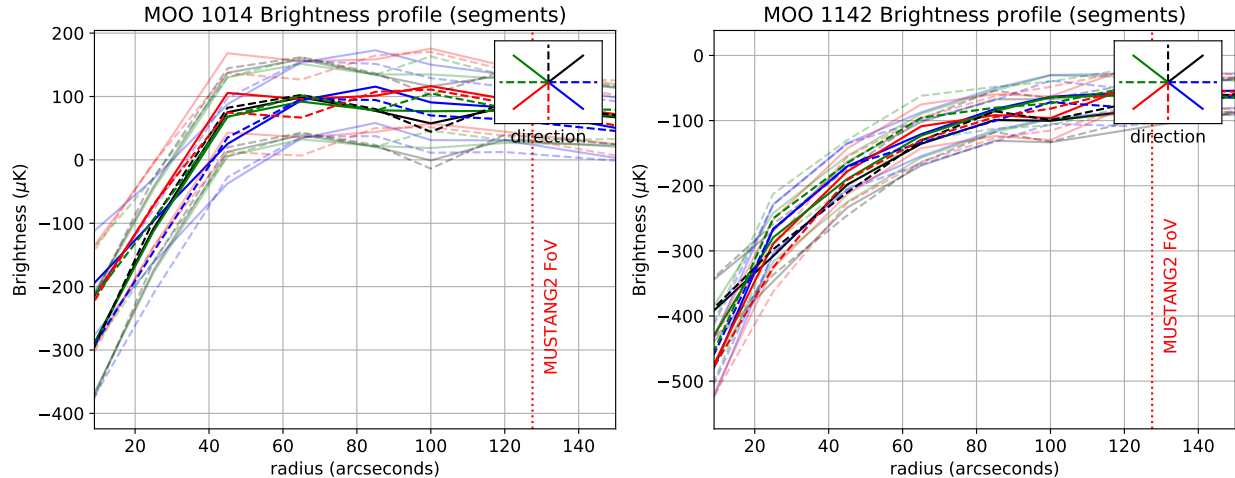 MOO 1014 Brightness profile (segments)
200
100
0
−100
−200
−300
−400
Brightness (μK)
20
40
60
80
100
120
140
radius (arcseconds)
direction
MUSTANG2 FoV
MOO 1142 Brightness profile (segments)
0
−100
−200
−300
−400
−500
Brightness (μK)
20
40
60
80
100
120
140
radius (arcseconds)
direction
MUSTANG2 FoV